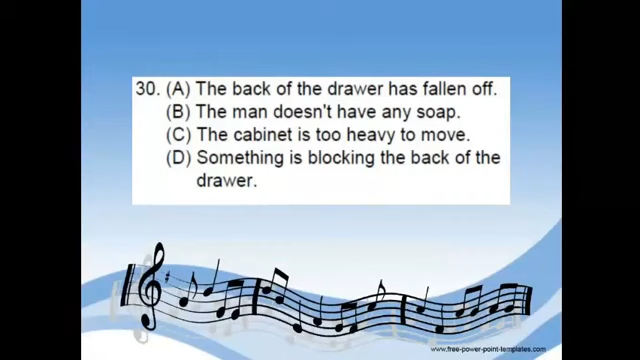 30. (A) The back of the drawer has fallen off.
(B) The man doesn't have any soap.
(C) The cabinet is too heavy to move.
(D) Something is blocking the back of the
drawer.
www.free-power-point-templates.com